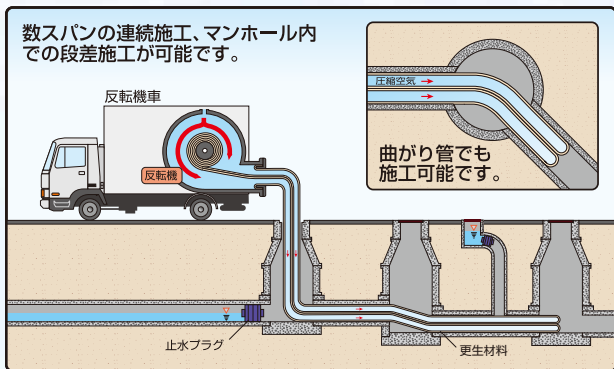 数スパンの連続施工、マンホール内
での段差施工が可能です。
反転機車
反転機
圧縮空気
曲がり管でも
施工可能です。
止水プラグ
更生材料